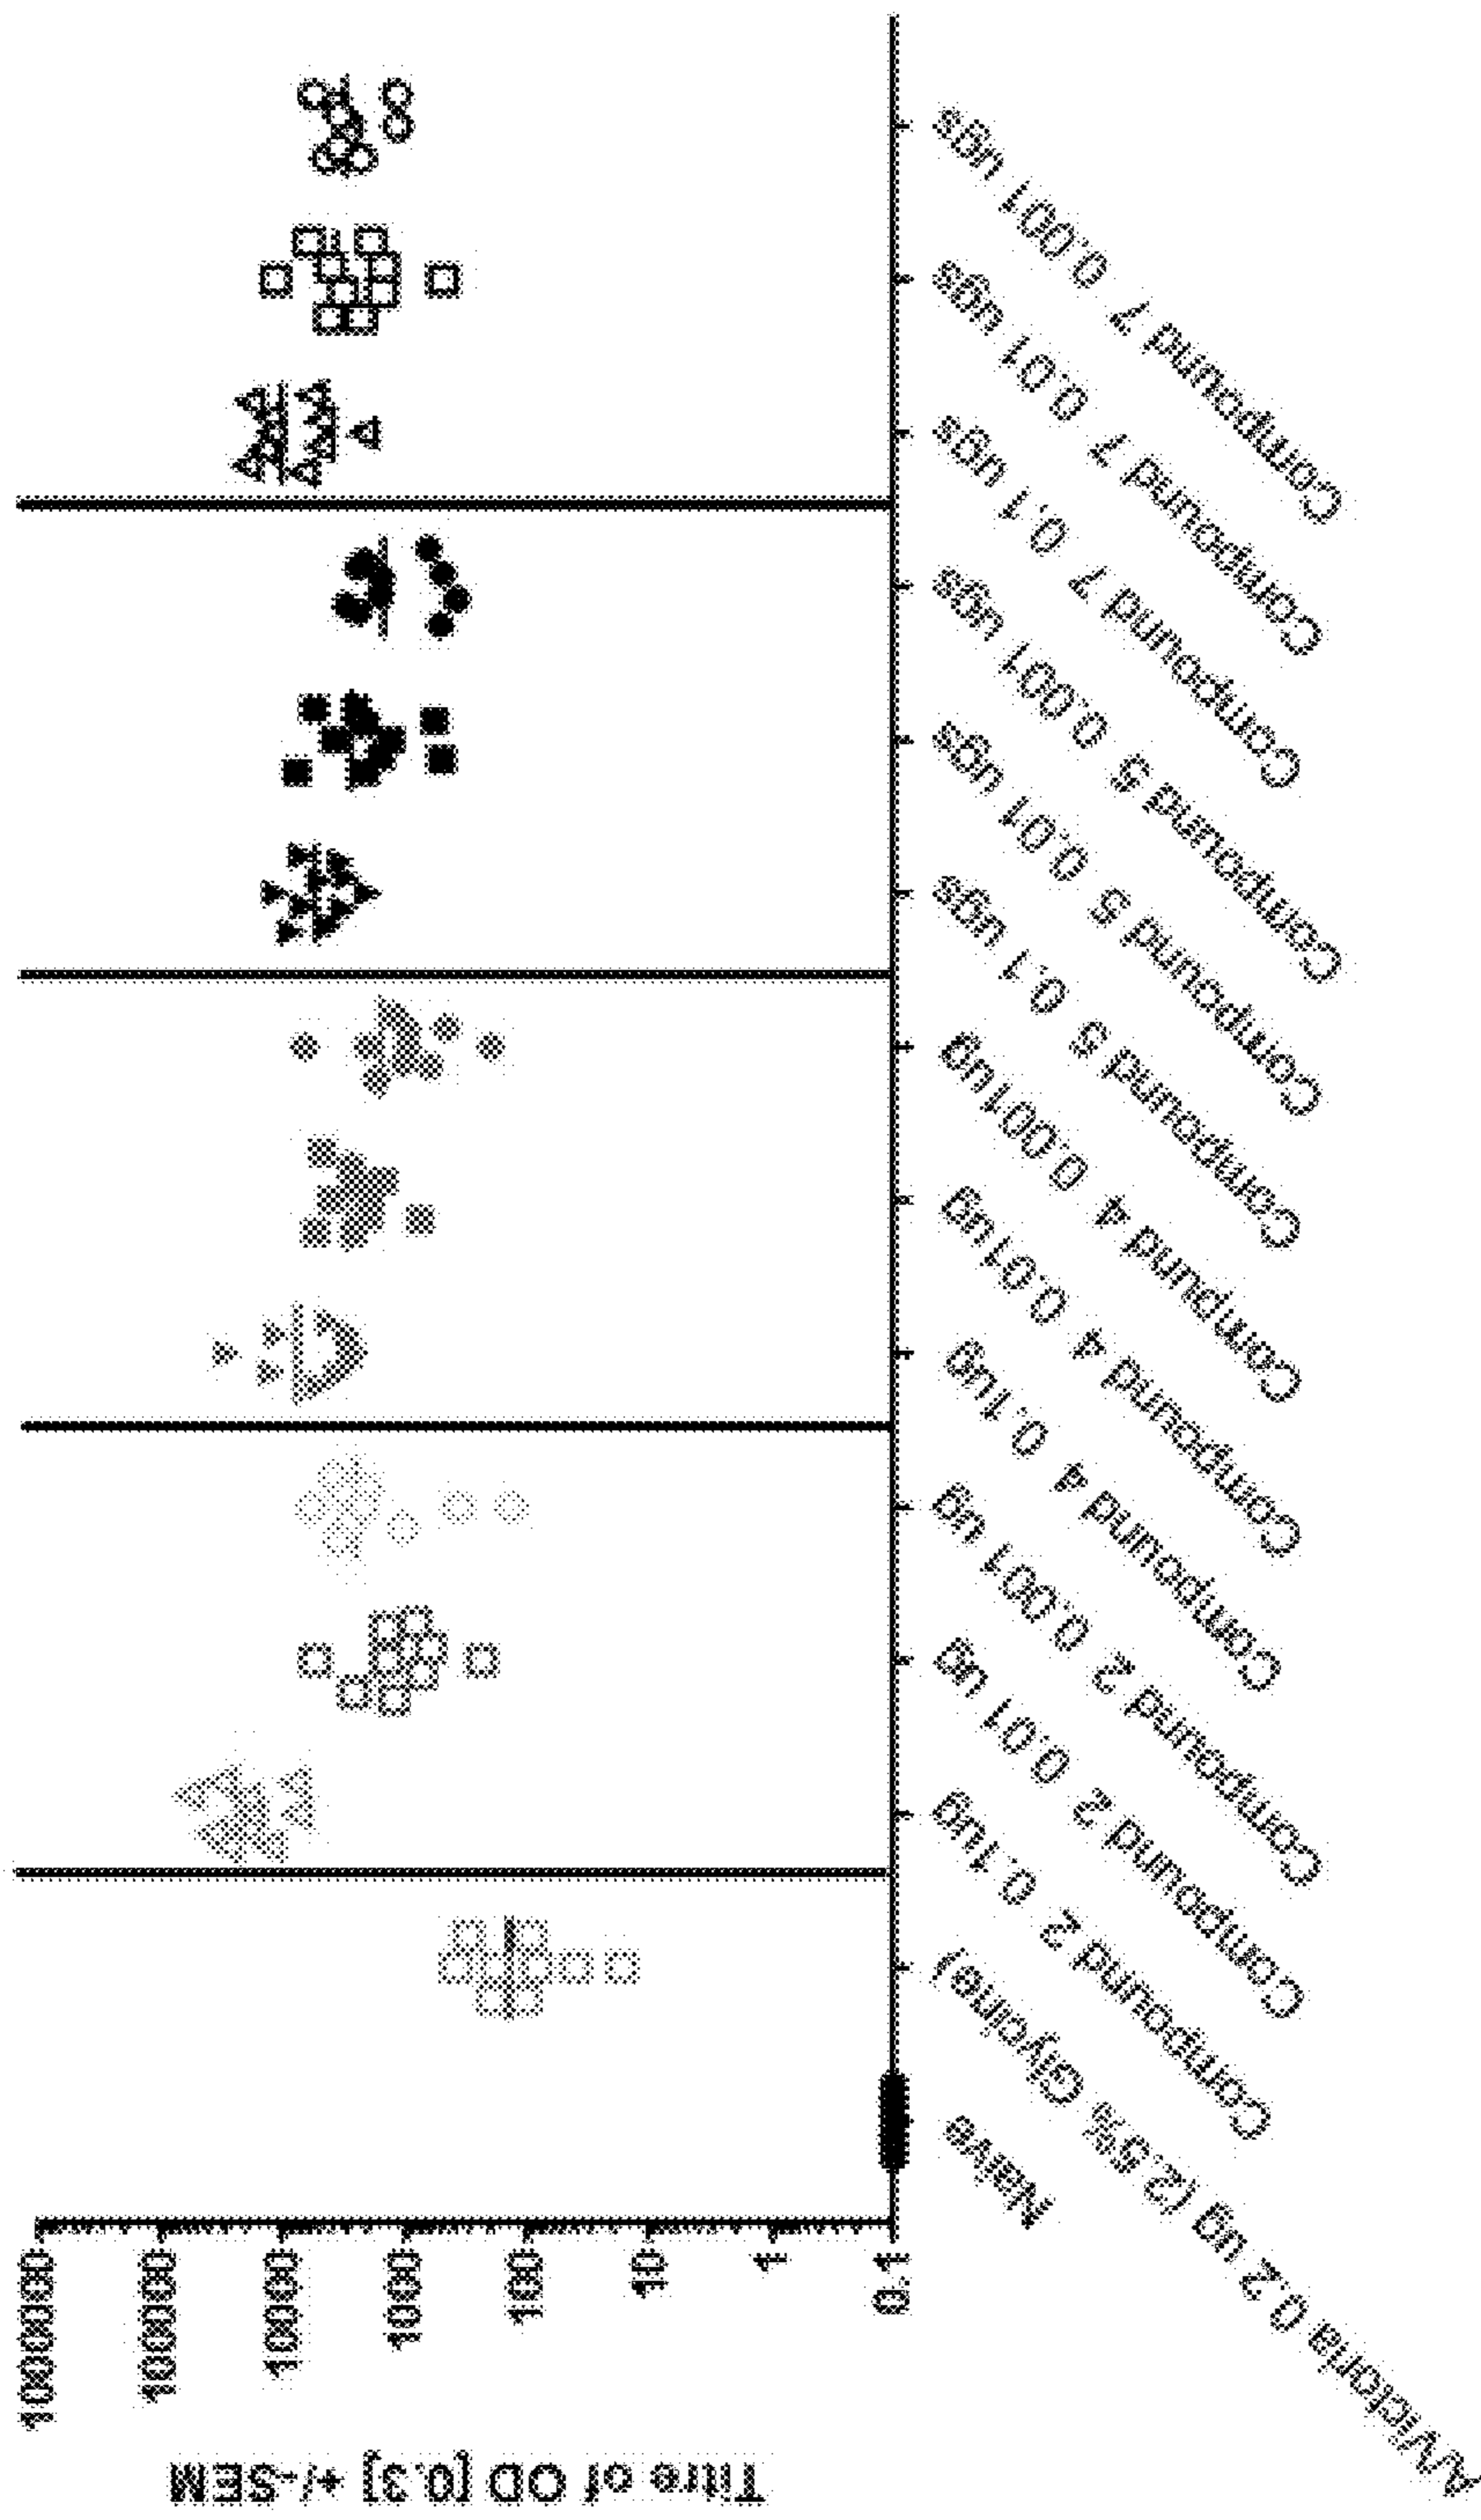 Titre of OD [0.3] +/-SEM
1000000
100000
10000
1000
100
10
1
0.1
Naive
A/Victoria 0.2 ug (2.5% Glycine)
Compound 2 0.1ug
Compound 2 0.01 ug
Compound 2 0.001 ug
Compound 4 0.1ug
Compound 4 0.01ug
Compound 4 0.001ug
Compound 5 0.1 ugs
Compound 5 0.01 ugs
Compound 5 0.001 ugs
Compound 7 0.1 ugs
Compound 7 0.01 ugs
Compound 7 0.001 ugs